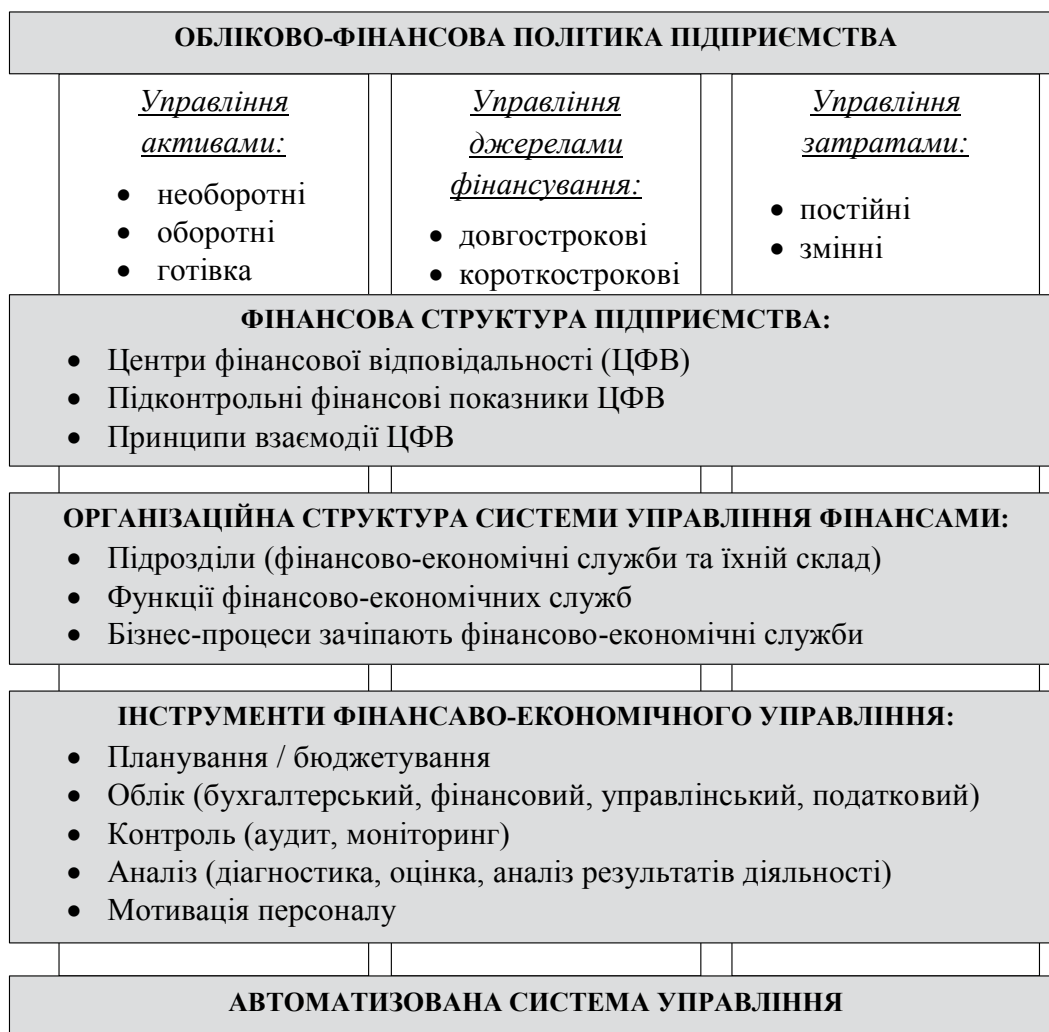 ОБЛІКОВО-ФІНАНСОВА ПОЛІТИКА ПІДПРИЄМСТВА
Управління
активами:
• необоротні
• оборотні
• готівка
Управління
джерелами
фінансування:
• довгострокові
• короткострокові
Управління
затратами:
• постійні
• змінні
ФІНАНСОВА СТРУКТУРА ПІДПРИЄМСТВА:
• Центри фінансової відповідальності (ЦФВ)
• Підконтрольні фінансові показники ЦФВ
• Принципи взаємодії ЦФВ
ОРГАНІЗАЦІЙНА СТРУКТУРА СИСТЕМИ УПРАВЛІННЯ ФІНАНСАМИ:
• Підрозділи (фінансово-економічні служби та їхній склад)
• Функції фінансово-економічних служб
• Бізнес-процеси зачіпають фінансово-економічні служби
ІНСТРУМЕНТИ ФІНАНСАВО-ЕКОНОМІЧНОГО УПРАВЛІННЯ:
• Планування / бюджетування
• Облік (бухгалтерський, фінансовий, управлінський, податковий)
• Контроль (аудит, моніторинг)
• Аналіз (діагностика, оцінка, аналіз результатів діяльності)
• Мотивація персоналу
АВТОМАТИЗОВАНА СИСТЕМА УПРАВЛІННЯ